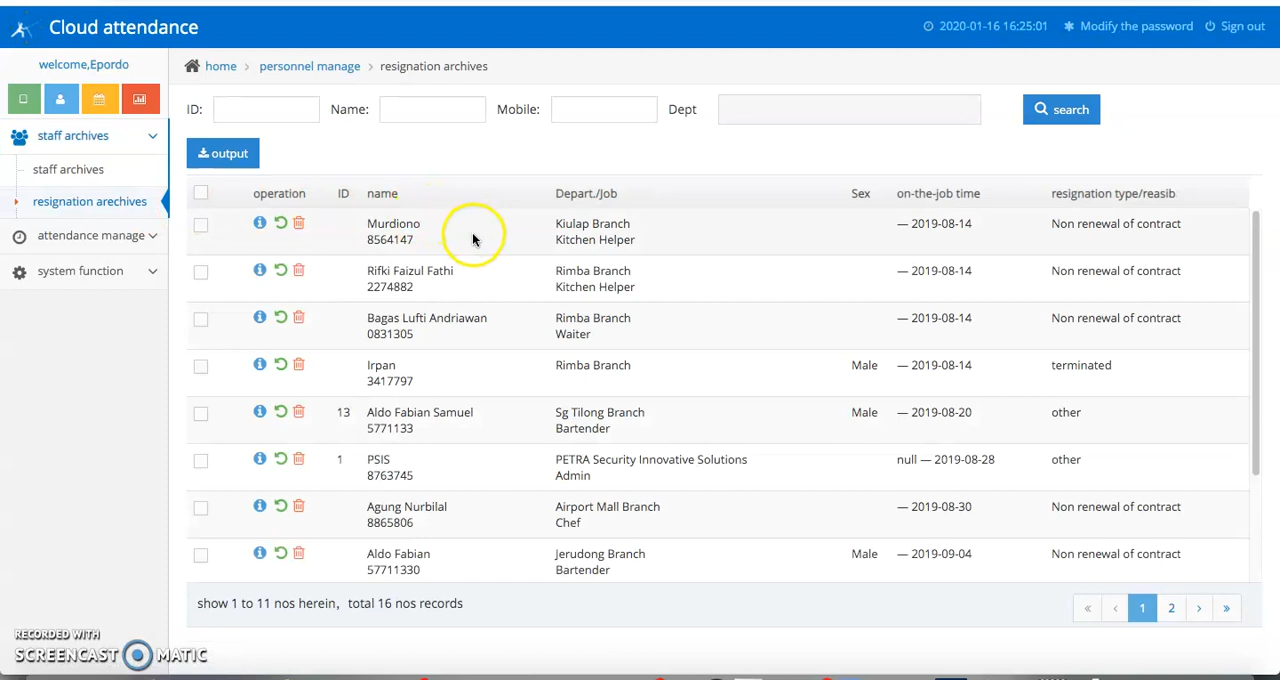 Cloud attendance
2020-01-16 16:25:01 Modify the password Sign out
welcome,Epordo
home > personnel manage > resignation archives
ID: Name: Mobile: Dept search
output
staff archives
staff archives
resignation arechives
attendance manage
system function
operation ID name Depart./Job Sex on-the-job time resignation type/reasib
Murdiono Kiulap Branch — 2019-08-14 Non renewal of contract
8564147 Kitchen Helper
Rifki Faizul Fathi Rimba Branch — 2019-08-14 Non renewal of contract
2274882 Kitchen Helper
Bagas Lufti Andriawan Rimba Branch — 2019-08-14 Non renewal of contract
0831305 Waiter
Irpan Rimba Branch Male — 2019-08-14 terminated
3417797
13 Aldo Fabian Samuel Sg Tilong Branch Male — 2019-08-20 other
5771133 Bartender
1 PSIS PETRA Security Innovative Solutions null — 2019-08-28 other
8763745 Admin
Agung Nurbilal Airport Mall Branch — 2019-08-30 Non renewal of contract
8865806 Chef
Aldo Fabian Jerudong Branch Male — 2019-09-04 Non renewal of contract
57711330 Bartender
show 1 to 11 nos herein, total 16 nos records « ‹ 1 2 › »
RECORDED WITH
SCREENCAST MATIC